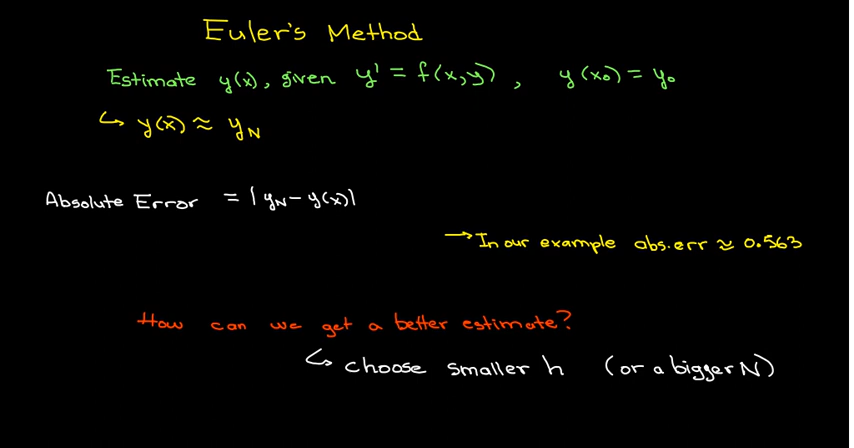 Euler's Method
Estimate y(x), given y' = f(x,y), y(x₀) = y₀
↳ y(x) ≈ y_N
Absolute Error = |y_N - y(x)|
→ In our example abs.err ≈ 0.563
How can we get a better estimate?
↳ choose smaller h (or a bigger N)